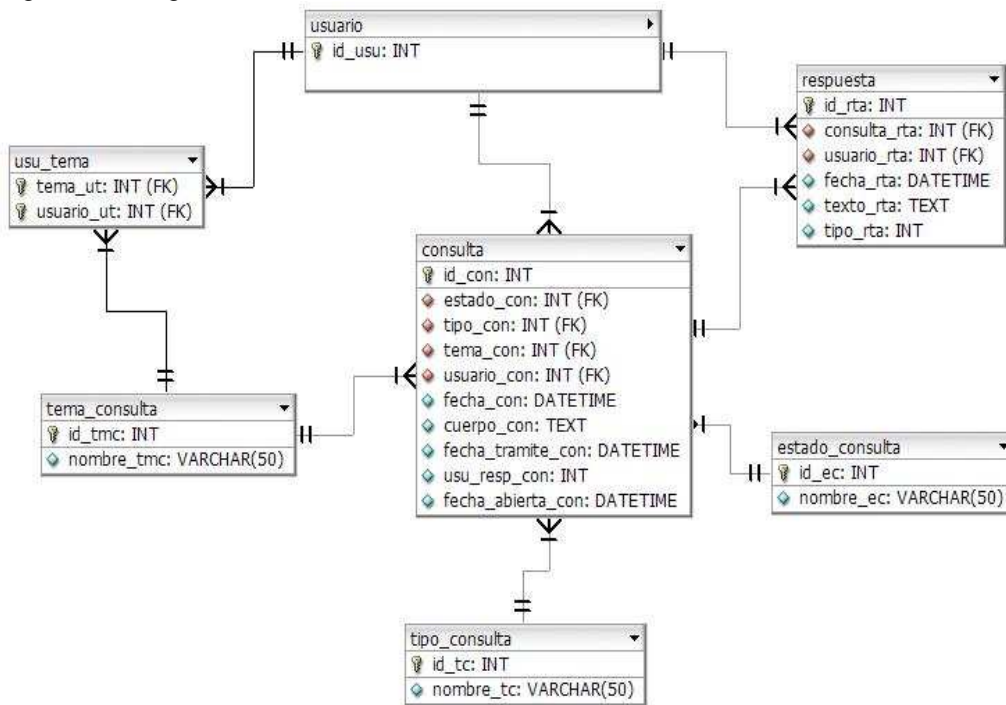 usuario
id_usu: INT
respuesta
id_rta: INT
consulta_rta: INT (FK)
usuario_rta: INT (FK)
fecha_rta: DATETIME
texto_rta: TEXT
tipo_rta: INT
usu_tema
tema_ut: INT (FK)
usuario_ut: INT (FK)
consulta
id_con: INT
estado_con: INT (FK)
tipo_con: INT (FK)
tema_con: INT (FK)
usuario_con: INT (FK)
fecha_con: DATETIME
cuerpo_con: TEXT
fecha_tramite_con: DATETIME
usu_resp_con: INT
fecha_abierta_con: DATETIME
tema_consulta
id_tmc: INT
nombre_tmc: VARCHAR(50)
estado_consulta
id_ec: INT
nombre_ec: VARCHAR(50)
tipo_consulta
id_tc: INT
nombre_tc: VARCHAR(50)